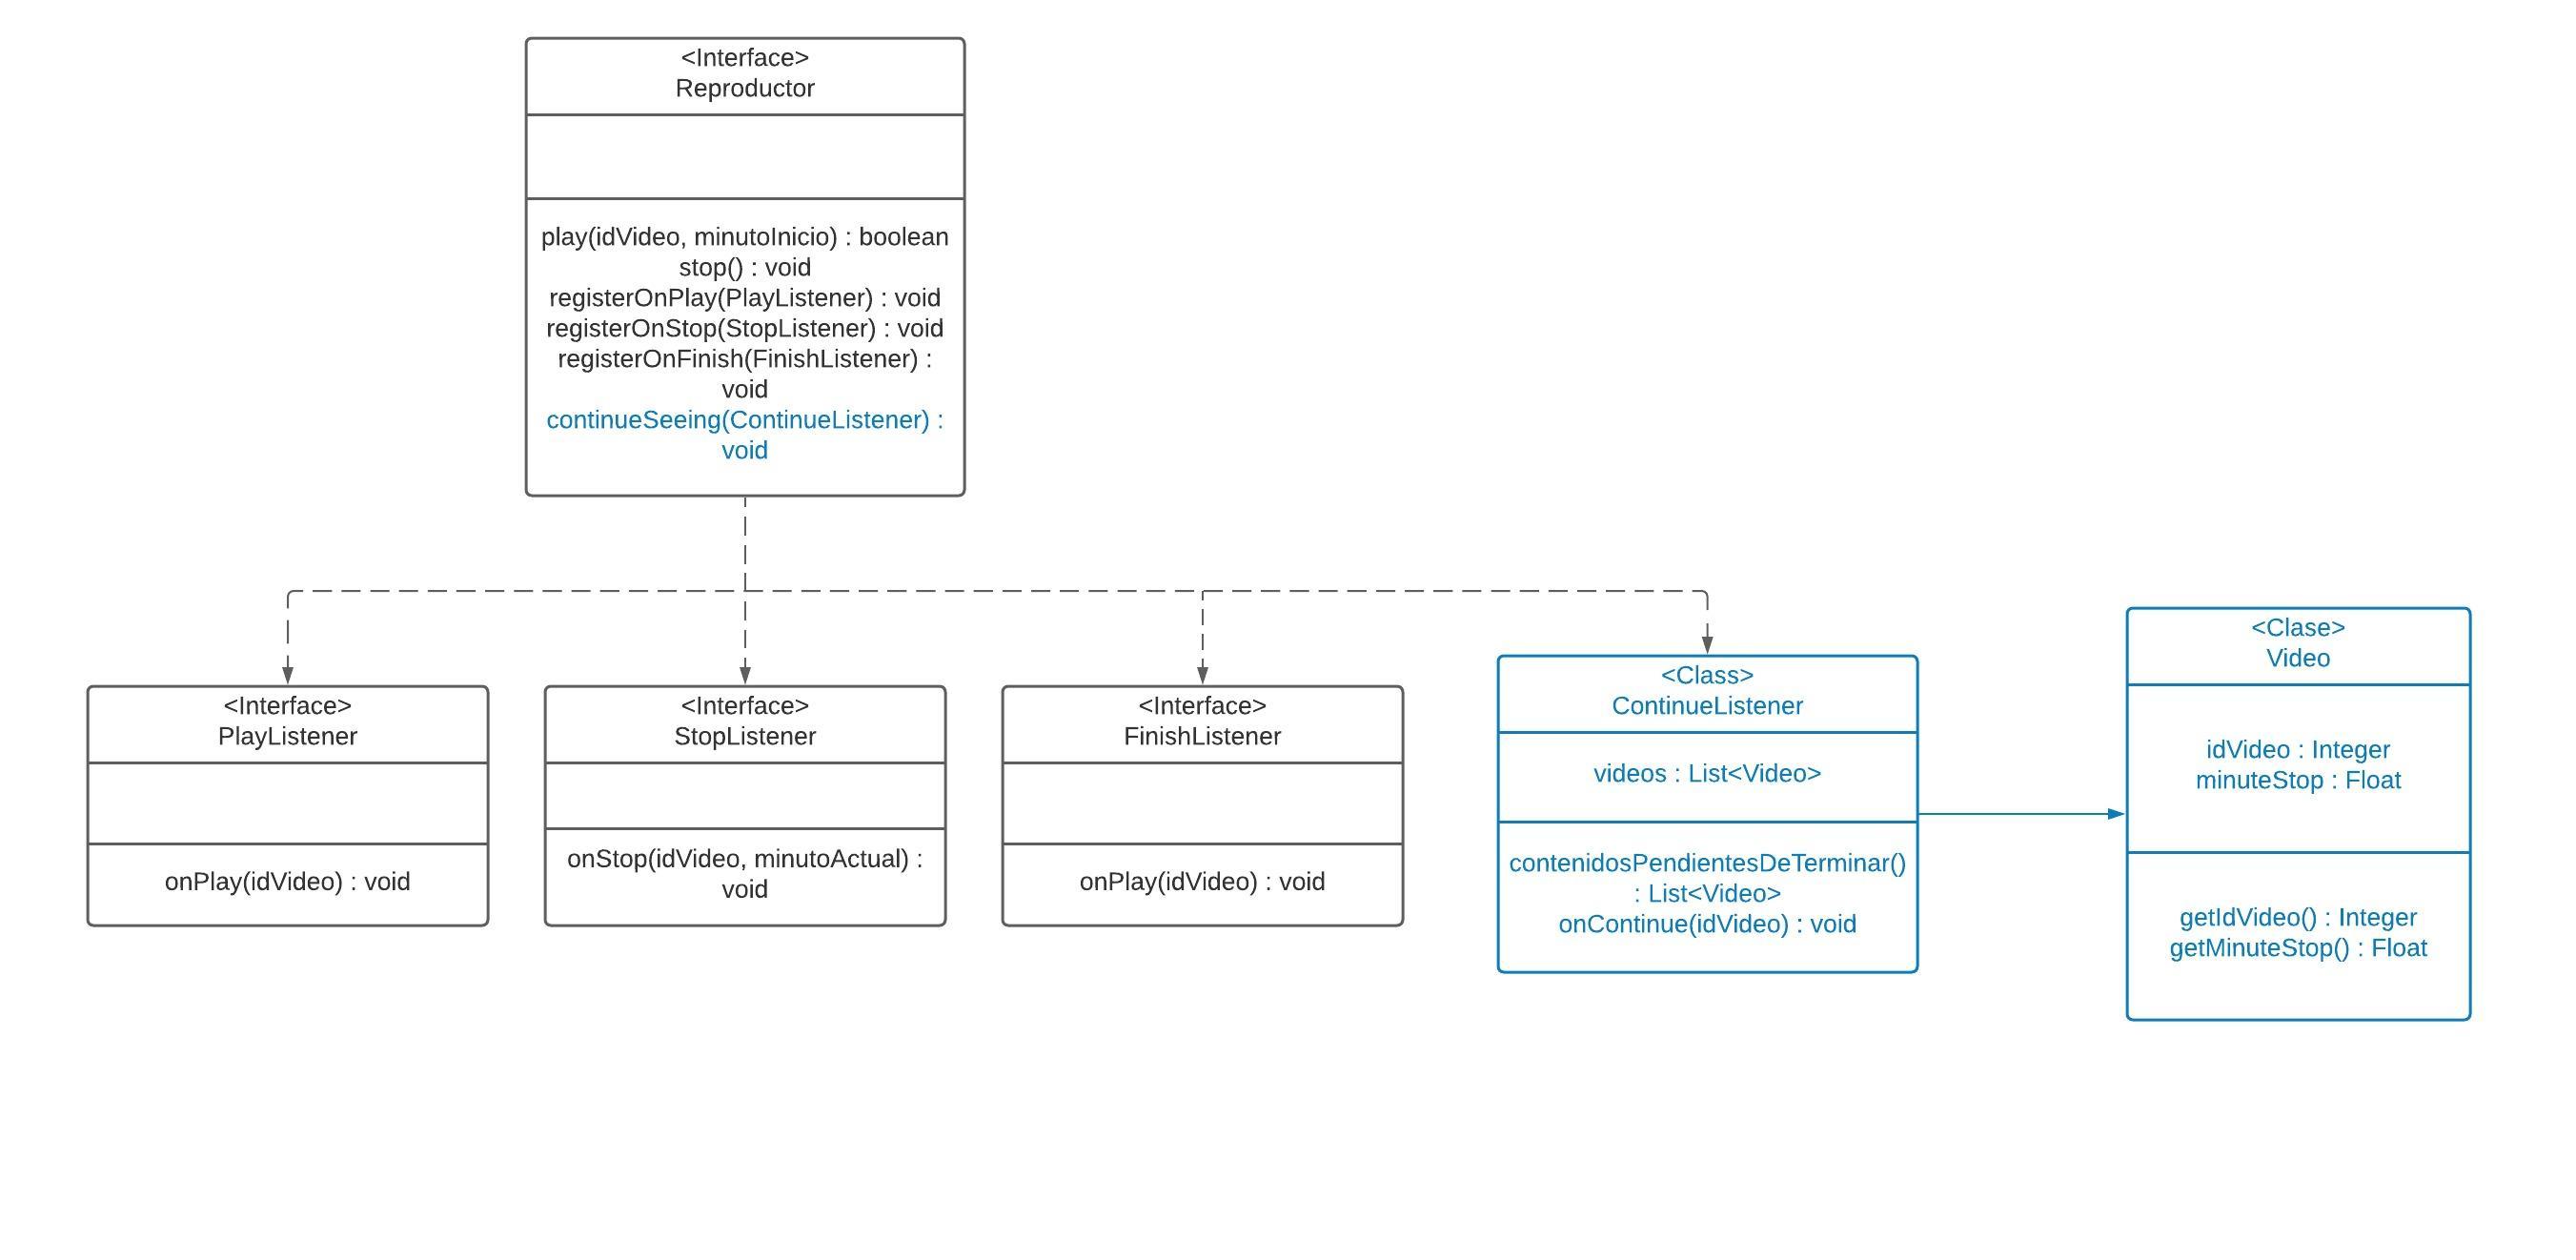 <Interface>
Reproductor
play(idVideo, minutoInicio) : boolean
stop() : void
registerOnPlay(PlayListener) : void
registerOnStop(StopListener) : void
registerOnFinish(FinishListener) :
void
continueSeeing(ContinueListener) :
void
<Interface>
PlayListener
onPlay(idVideo) : void
<Interface>
StopListener
onStop(idVideo, minutoActual) :
void
<Interface>
FinishListener
onPlay(idVideo) : void
<Class>
ContinueListener
videos : List<Video>
contenidosPendientesDeTerminar()
: List<Video>
onContinue(idVideo) : void
<Clase>
Video
idVideo : Integer
minuteStop : Float
getIdVideo() : Integer
getMinuteStop() : Float